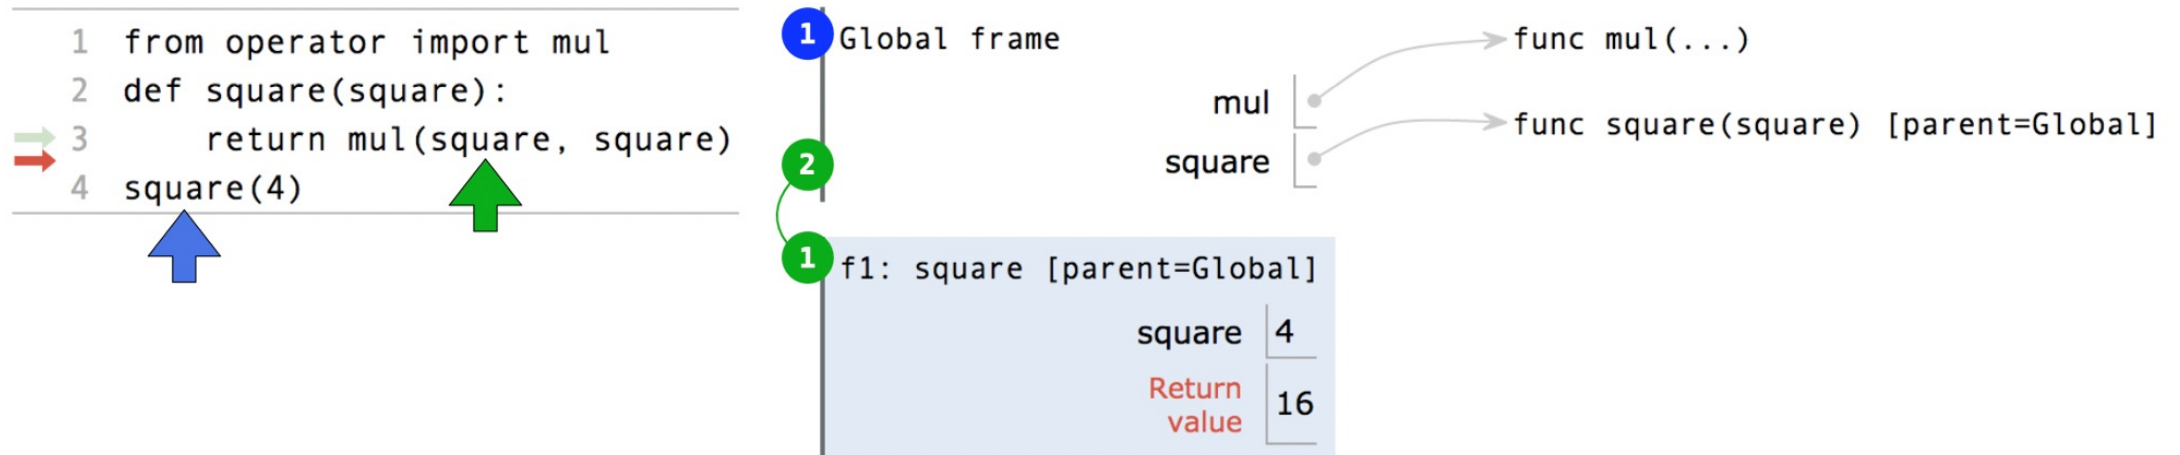 1 from operator import mul
2 def square(square):
3     return mul(square, square)
4 square(4)
1 Global frame
mul
square
2
func mul(...)
func square(square) [parent=Global]
1 f1: square [parent=Global]
square 4
Return
value 16